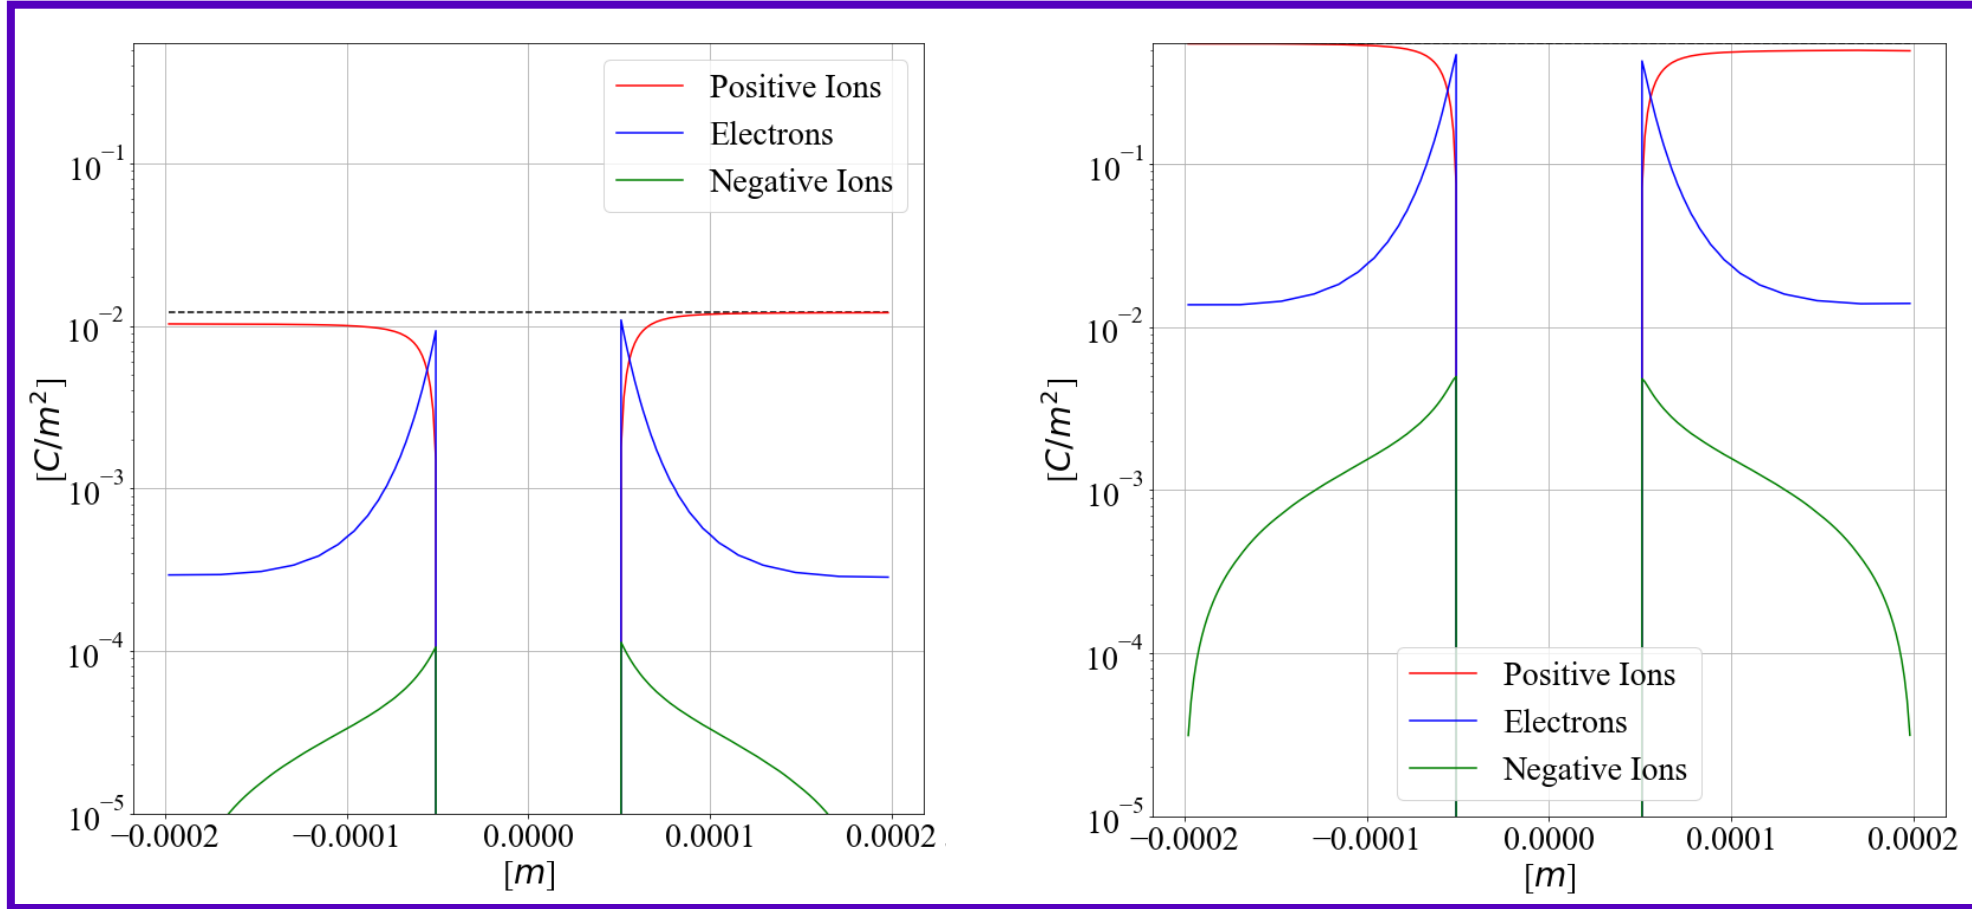 Positive Ions
Electrons
Negative Ions
10⁻¹
10⁻²
10⁻³
10⁻⁴
10⁻⁵
[C/m²]
−0.0002 −0.0001 0.0000 0.0001 0.0002
[m]
10⁻¹
10⁻²
10⁻³
10⁻⁴
10⁻⁵
[C/m²]
Positive Ions
Electrons
Negative Ions
−0.0002 −0.0001 0.0000 0.0001 0.0002
[m]